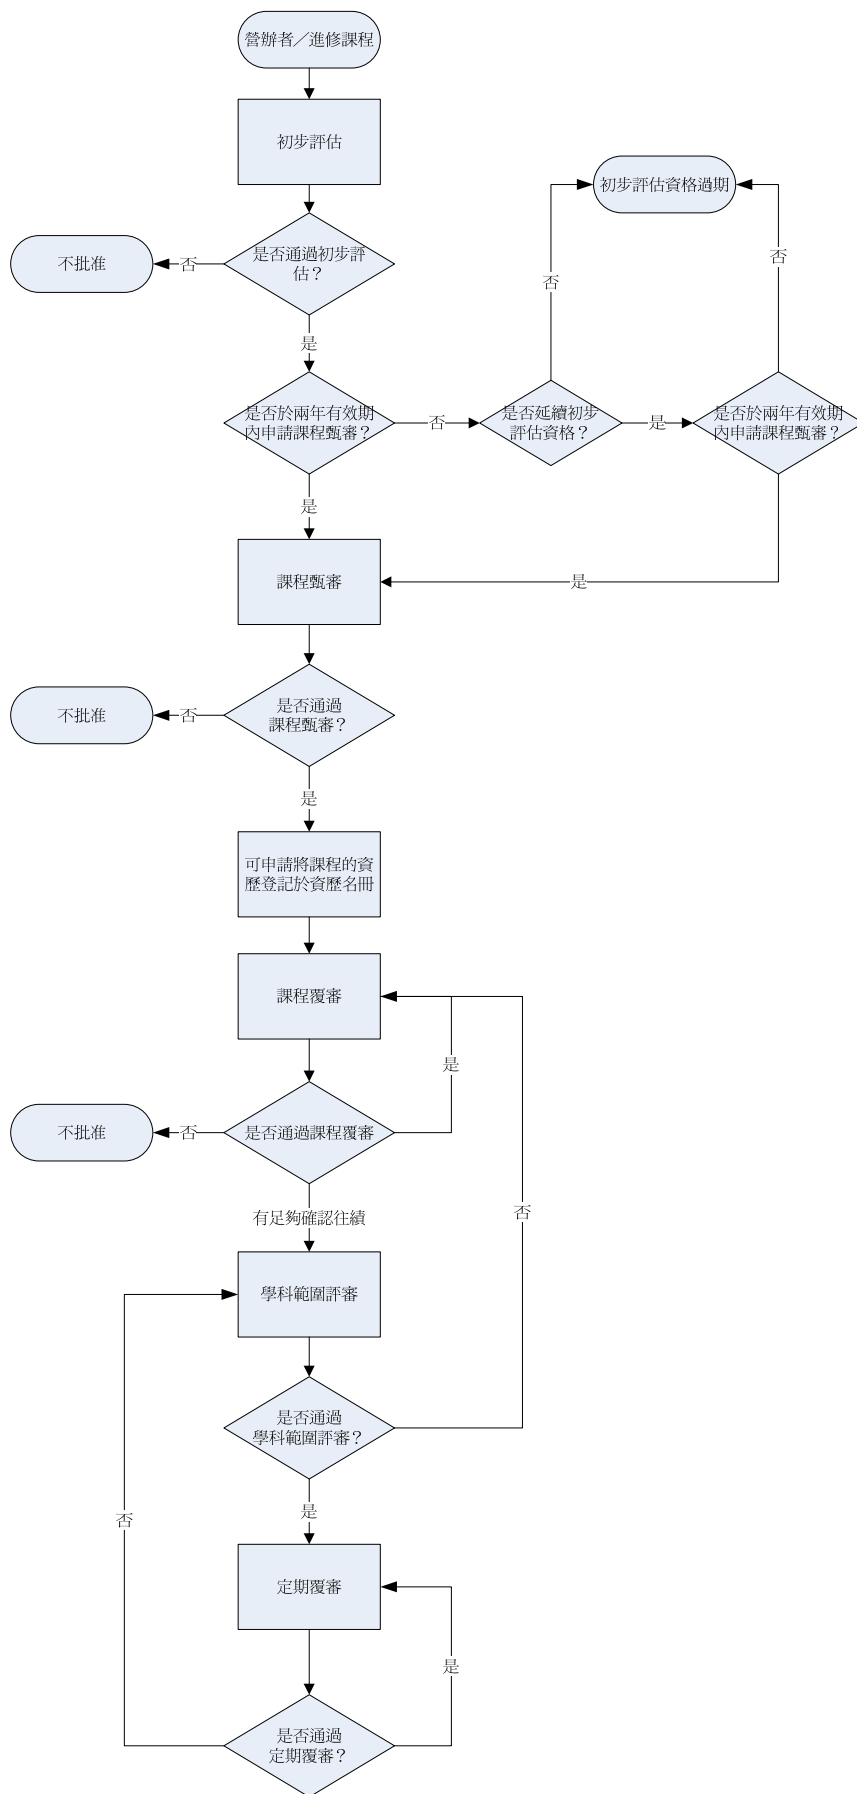 營辦者／進修課程
初步評估
初步評估資格過期
是否通過初步評
估？
否
不批准
否
否
是
是否於兩年有效期
內申請課程甄審？
否
是否延續初步
評估資格？
是
是否於兩年有效期
內申請課程甄審？
是
課程甄審
是
是否通過
課程甄審？
否
不批准
是
可申請將課程的資
歷登記於資歷名冊
課程覆審
是
是否通過課程覆審
否
不批准
有足夠確認往績
否
學科範圍評審
是否通過
學科範圍評審？
是
否
定期覆審
是
是否通過
定期覆審？